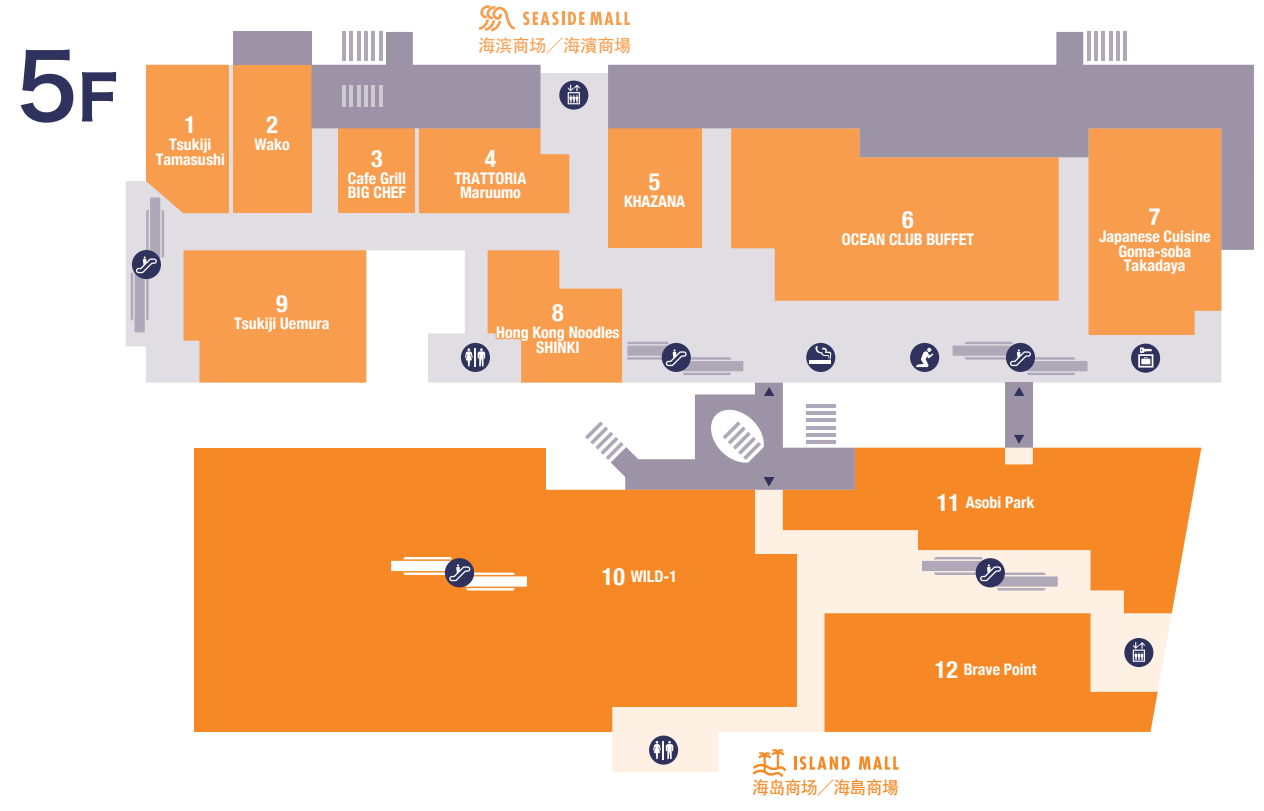 SEASIDE MALL
海滨商场／海濱商場
5F
1
Tsukiji
Tamasushi
2
Wako
3
Cafe Grill
BIG CHEF
4
TRATTORIA
Maruumo
5
KHAZANA
6
OCEAN CLUB BUFFET
7
Japanese Cuisine
Goma-soba
Takadaya
9
Tsukiji Uemura
8
Hong Kong Noodles
SHINKI
11 Asobi Park
10 WILD-1
12 Brave Point
ISLAND MALL
海岛商场／海島商場